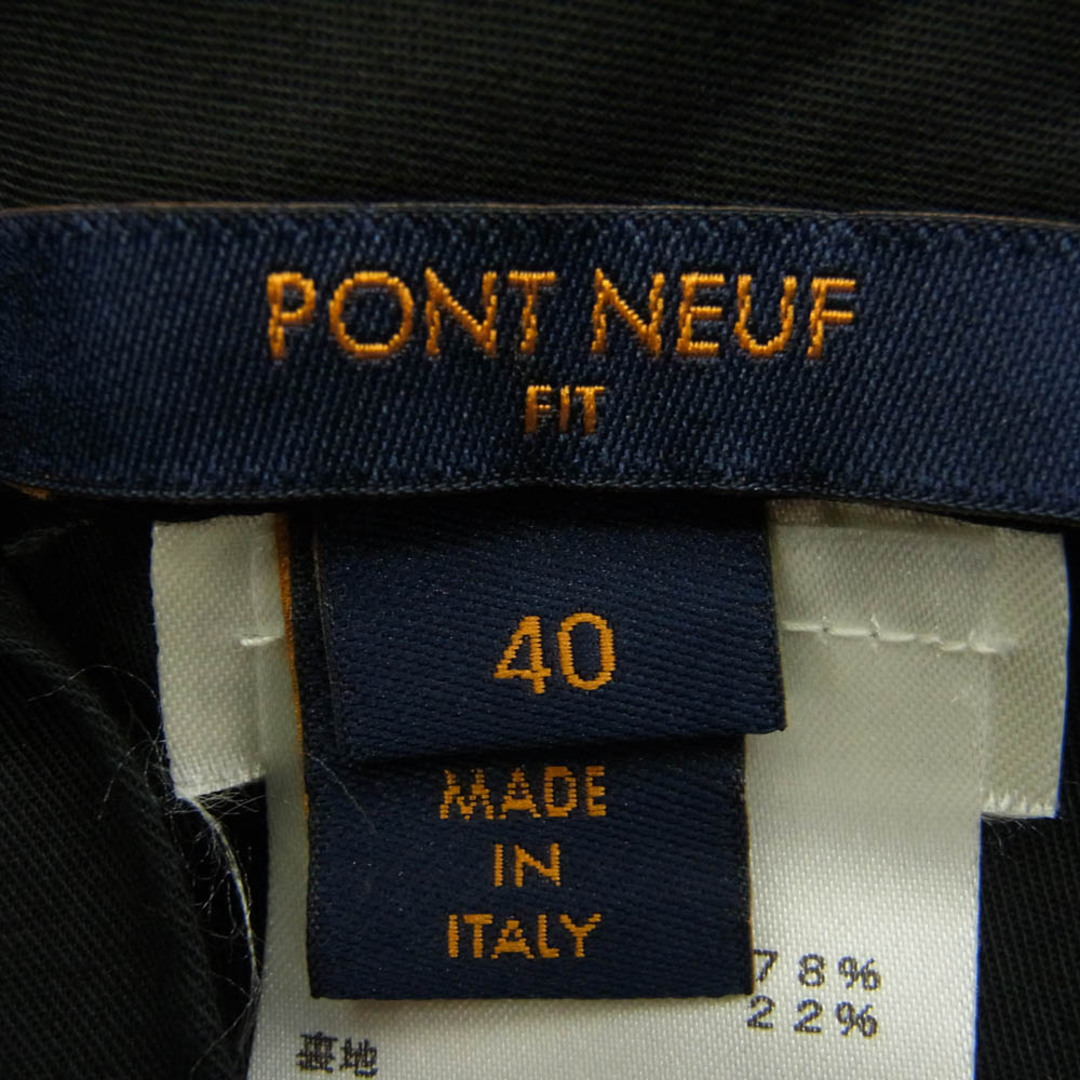 PONT NEUF
FIT
40
MADE
IN
ITALY
78%
22%
裏地